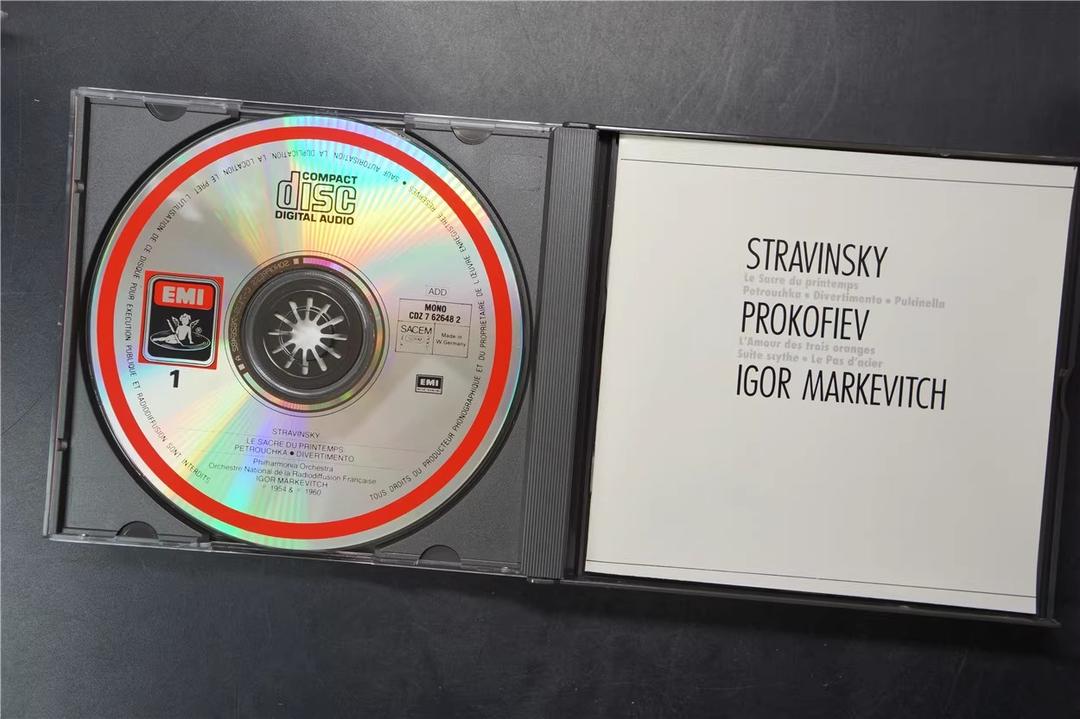 COMPACT
disc
DIGITAL AUDIO
EMI
1
ADD
MONO
CDZ 7 62648 2
SACEM
Made in
W.Germany
EMI
STRAVINSKY
LE SACRE DU PRINTEMPS
PETROUCHKA • DIVERTIMENTO
Philharmonia Orchestra
Orchestre National de la Radiodiffusion Française
IGOR MARKEVITCH
1954 & 1960
TOUS DROITS DU PRODUCTEUR PHONOGRAPHIQUE ET DU PROPRIETAIRE DE L'ŒUVRE ENREGISTREE RESERVES • SAUF AUTORISATION LA DUPLICATION LA LOCATION LE PRET L'UTILISATION DE CE DISQUE POUR EXECUTION PUBLIQUE ET RADIODIFFUSION SONT INTERDITS
STRAVINSKY
Le Sacre du printemps
Petrouchka • Divertimento • Pulcinella
PROKOFIEV
L'Amour des trois oranges
Suite scythe • Le Pas d'acier
IGOR MARKEVITCH